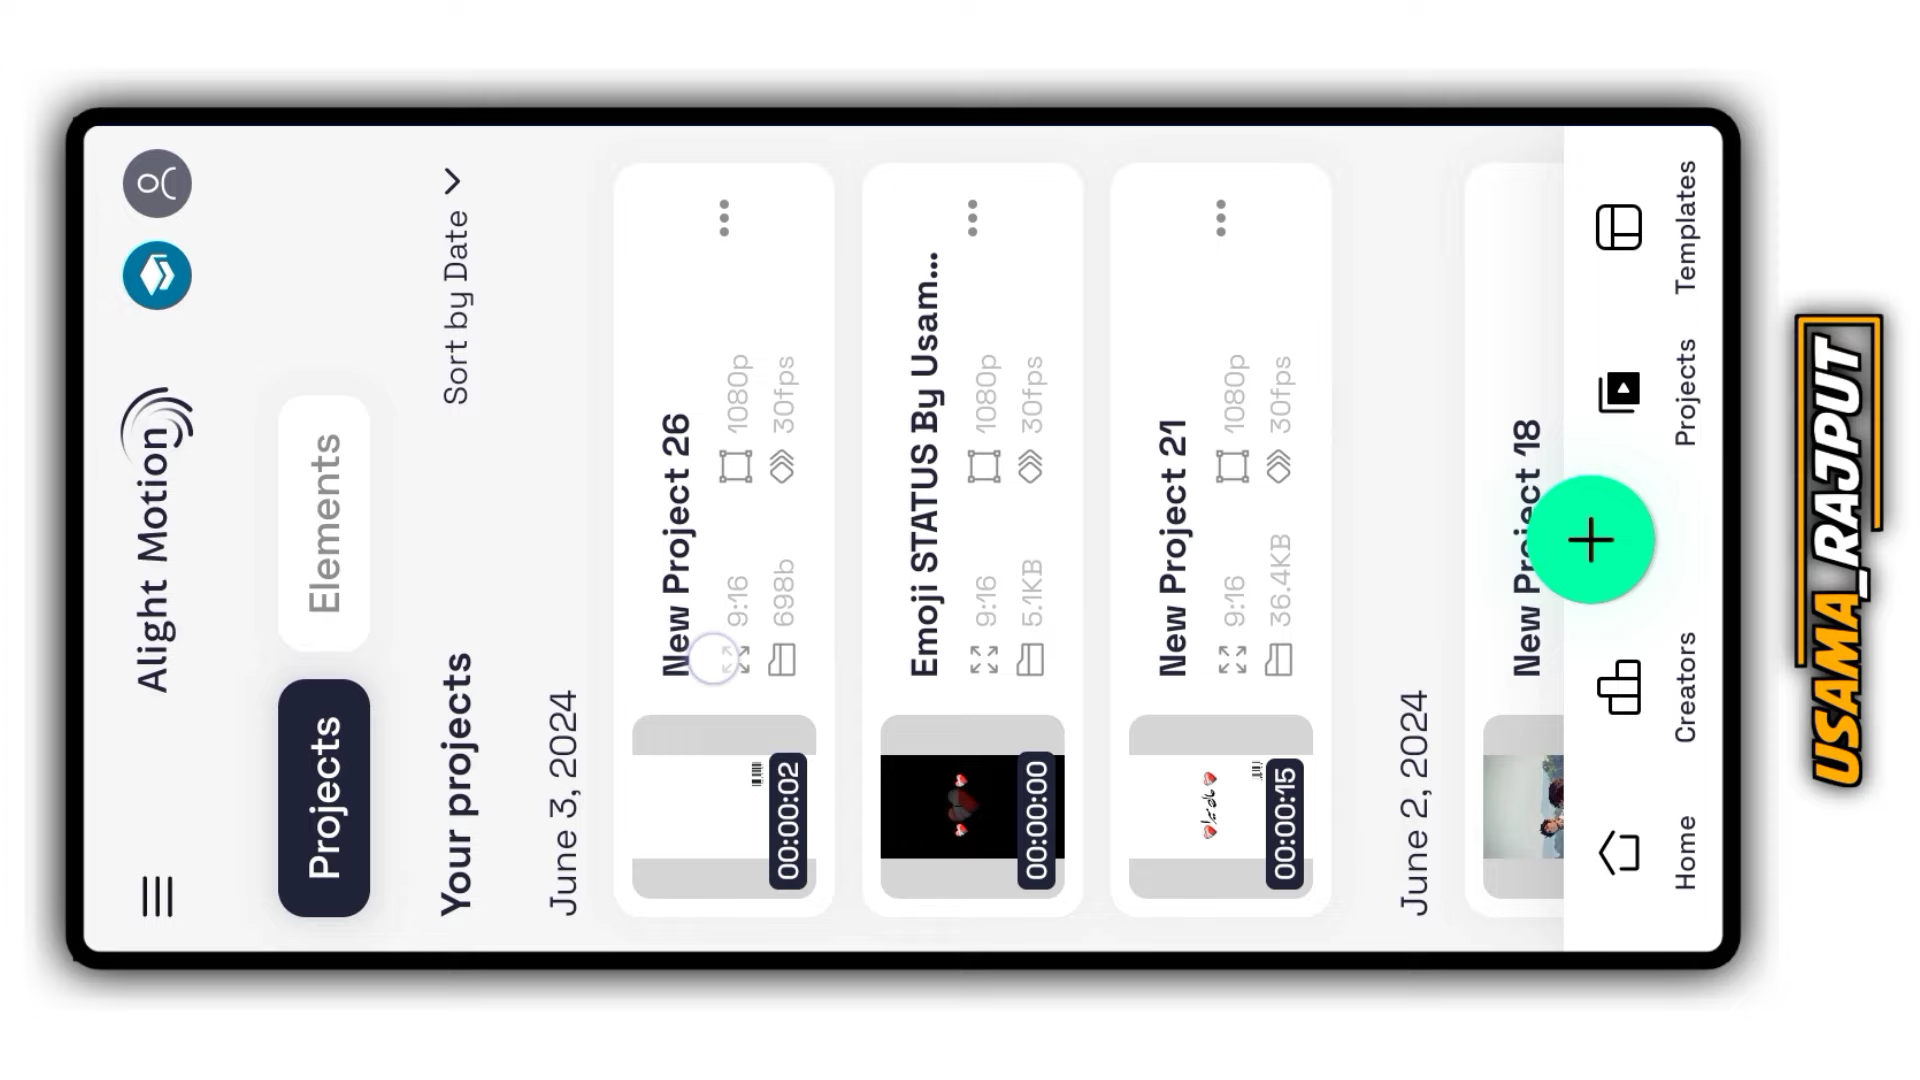 Alight Motion
Projects
Elements
Your projects
Sort by Date
June 3, 2024
New Project 26
9:16
1080p
698b
30fps
00:00:02
Emoji STATUS By Usam...
9:16
1080p
5.1KB
30fps
00:00:00
New Project 21
9:16
1080p
36.4KB
30fps
00:00:15
June 2, 2024
New Project 18
Home
Creators
Projects
Templates
USAMA_RAJPUT